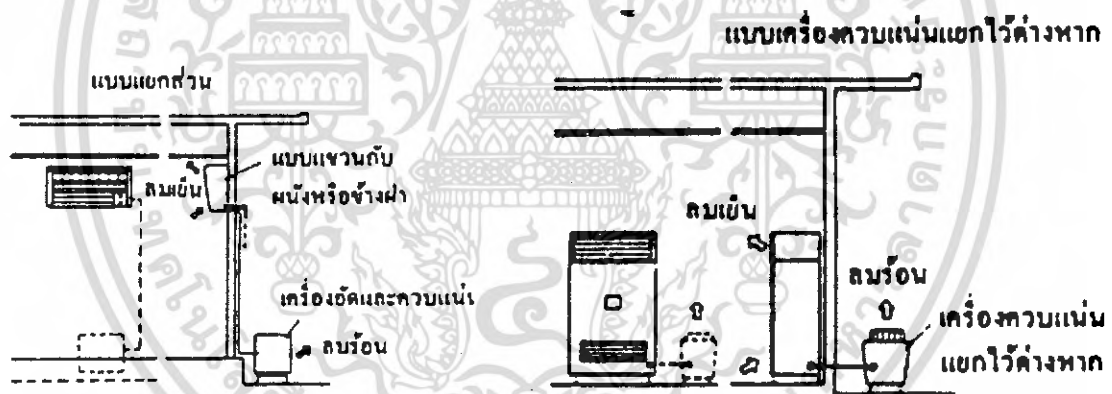 แบบเครื่องควบแน่นแยกไว้ต่างหาก
แบบแยกส่วน
แบบแขวนกับ
ผนังหรือข้างฝา
ลมเย็น
เครื่องอัดและควบแน่น
ลมร้อน
ลมเย็น
ลมร้อน
เครื่องควบแน่น
แยกไว้ต่างหาก